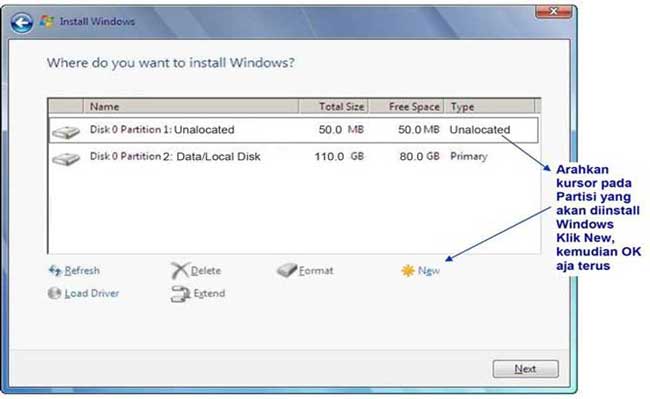 Install Windows
Where do you want to install Windows?
Name Total Size Free Space Type
Disk 0 Partition 1: Unalocated 50.0 MB 50.0 MB Unalocated
Disk 0 Partition 2: Data/Local Disk 110.0 GB 80.0 GB Primary
Arahkan
kursor pada
Partisi yang
akan diinstall
Windows
Klik New,
kemudian OK
aja terus
Refresh Delete Format New
Load Driver Extend
Next